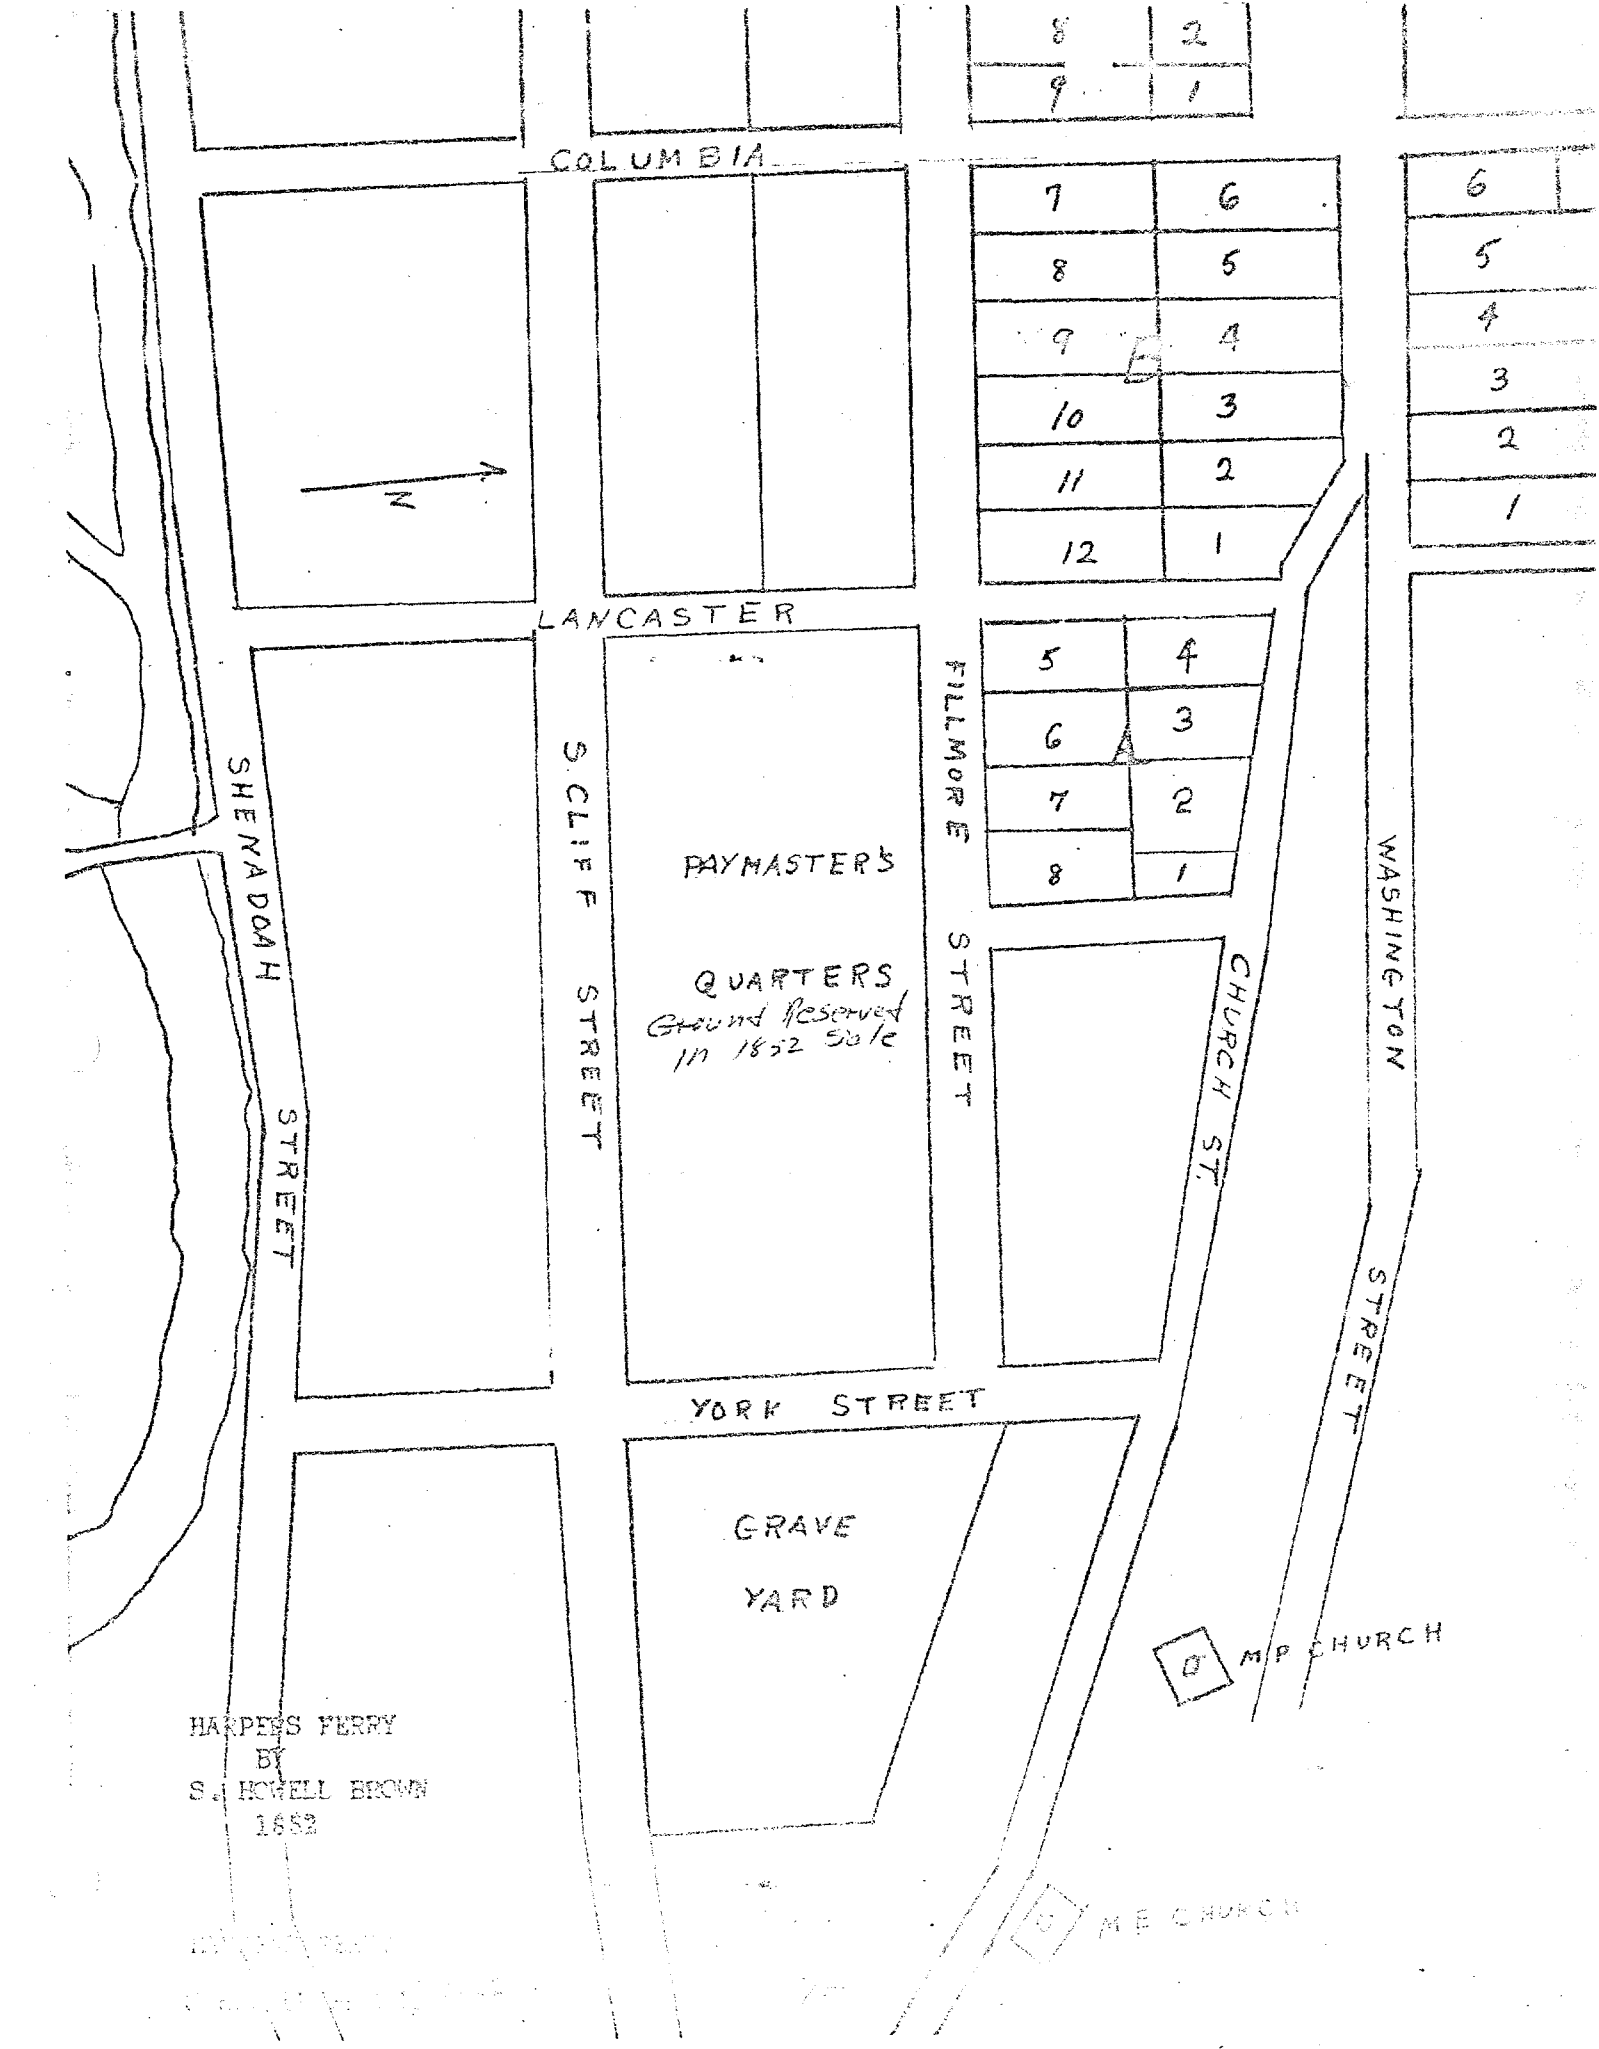 8 2
9 1
COLUMBIA
7 6
8 5
9 4
B
10 3
11 2
12 1
6
5
4
3
2
1
N
LANCASTER
5 4
6 3
A
7 2
8 1
SHENADOAH STREET
S. CLIFF STREET
FILLMORE STREET
CHURCH ST.
WASHINGTON STREET
PAYMASTER'S
QUARTERS
Ground Reserved
in 1852 Sale
YORK STREET
GRAVE
YARD
M P CHURCH
M E CHURCH
HARPERS FERRY
BY
S. HOWELL BROWN
1852